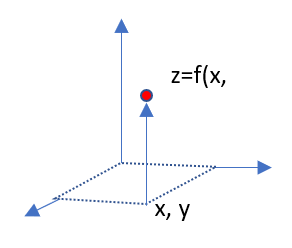 z=f(x,
x, y